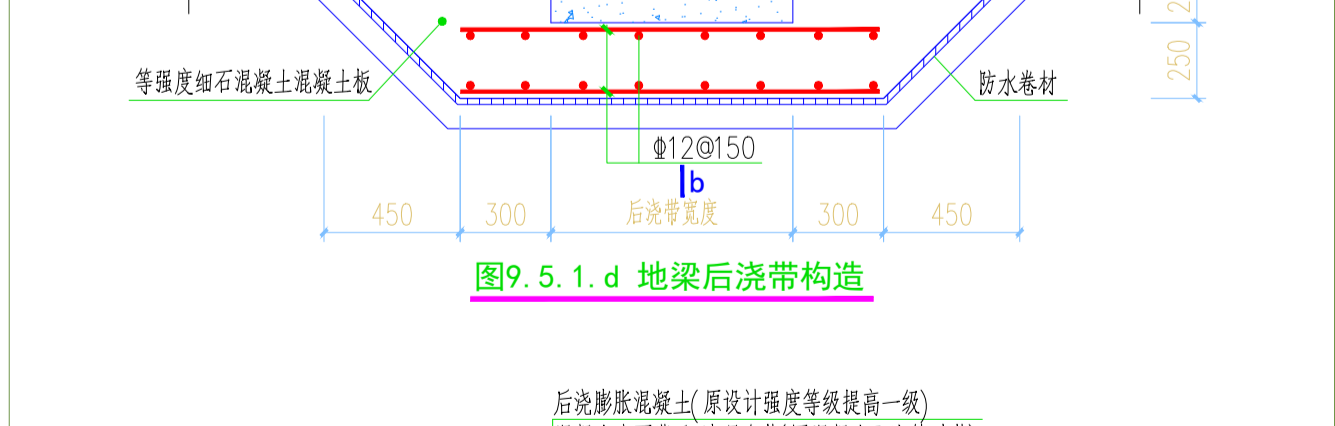 等强度细石混凝土混凝土板
防水卷材
250
Φ12@150
b
450 300 后浇带宽度 300 450
图9.5.1.d 地梁后浇带构造
后浇膨胀混凝土(原设计强度等级提高一级)